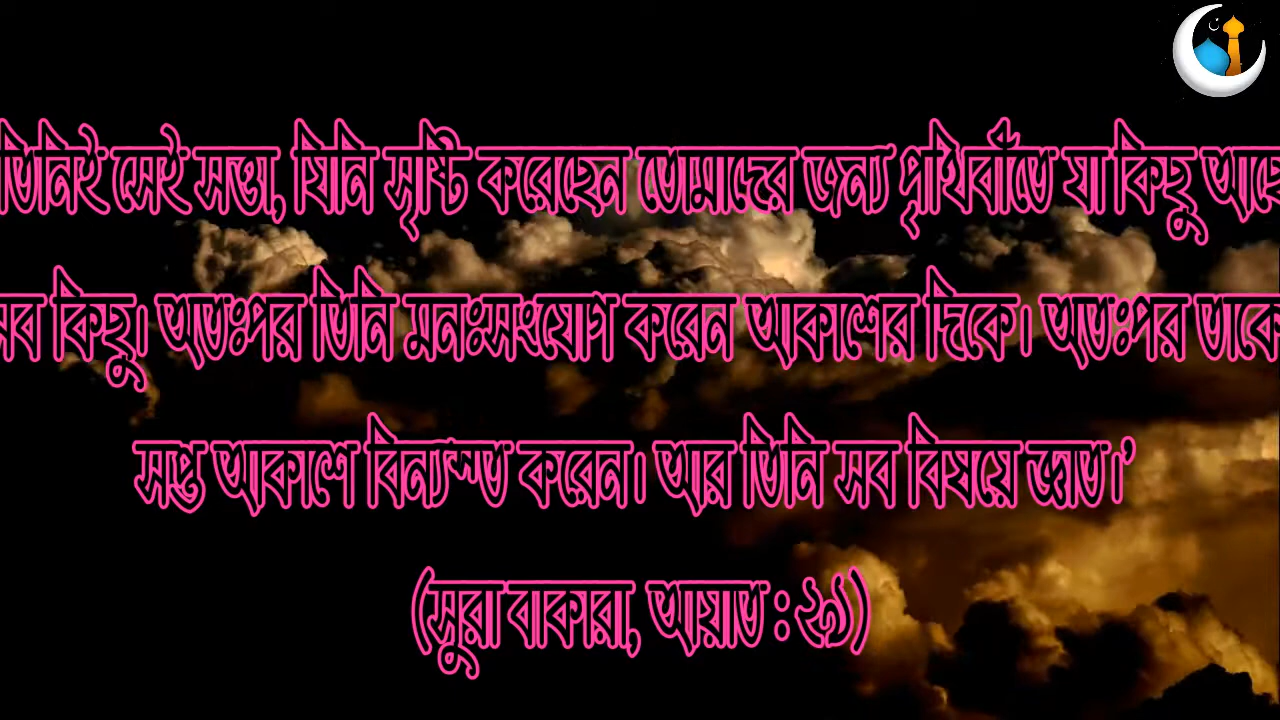 তিনিই সেই সত্তা, যিনি সৃষ্টি করেছেন তোমাদের জন্য পৃথিবীতে যা কিছু আছে
সব কিছু। অতঃপর তিনি মনঃসংযোগ করেন আকাশের দিকে। অতঃপর তাকে
সপ্ত আকাশে বিন্যস্ত করেন। আর তিনি সব বিষয়ে জ্ঞাত।’
(সুরা বাকারা, আয়াত : ২৯)